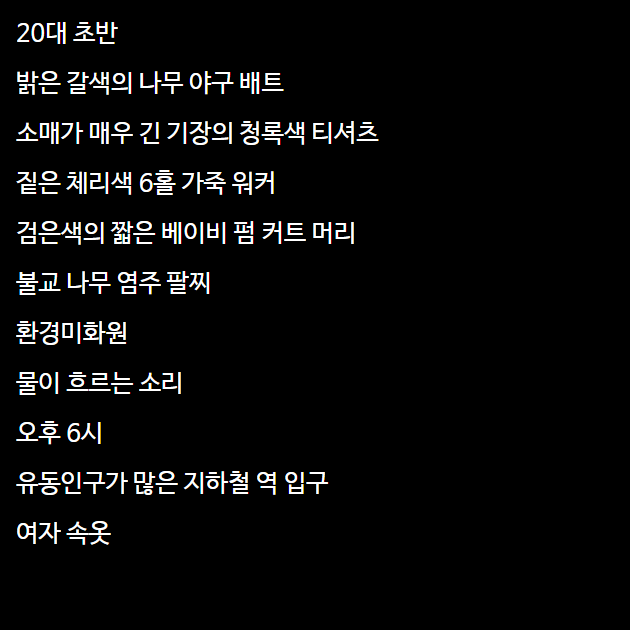 20대 초반
밝은 갈색의 나무 야구 배트
소매가 매우 긴 기장의 청록색 티셔츠
짙은 체리색 6홀 가죽 워커
검은색의 짧은 베이비 펌 커트 머리
불교 나무 염주 팔찌
환경미화원
물이 흐르는 소리
오후 6시
유동인구가 많은 지하철 역 입구
여자 속옷